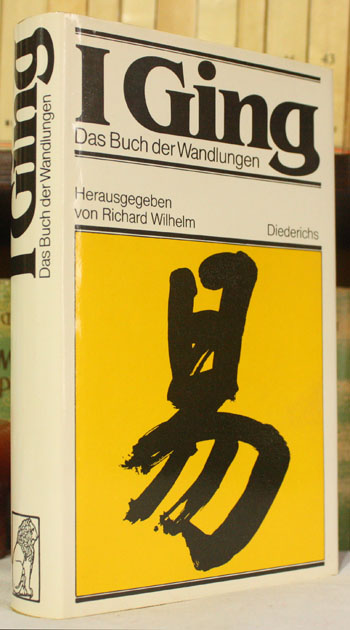 I Ging
Das Buch der Wandlungen
Herausgegeben
von Richard Wilhelm
Diederichs
易
I Ging
Das Buch der Wandlungen